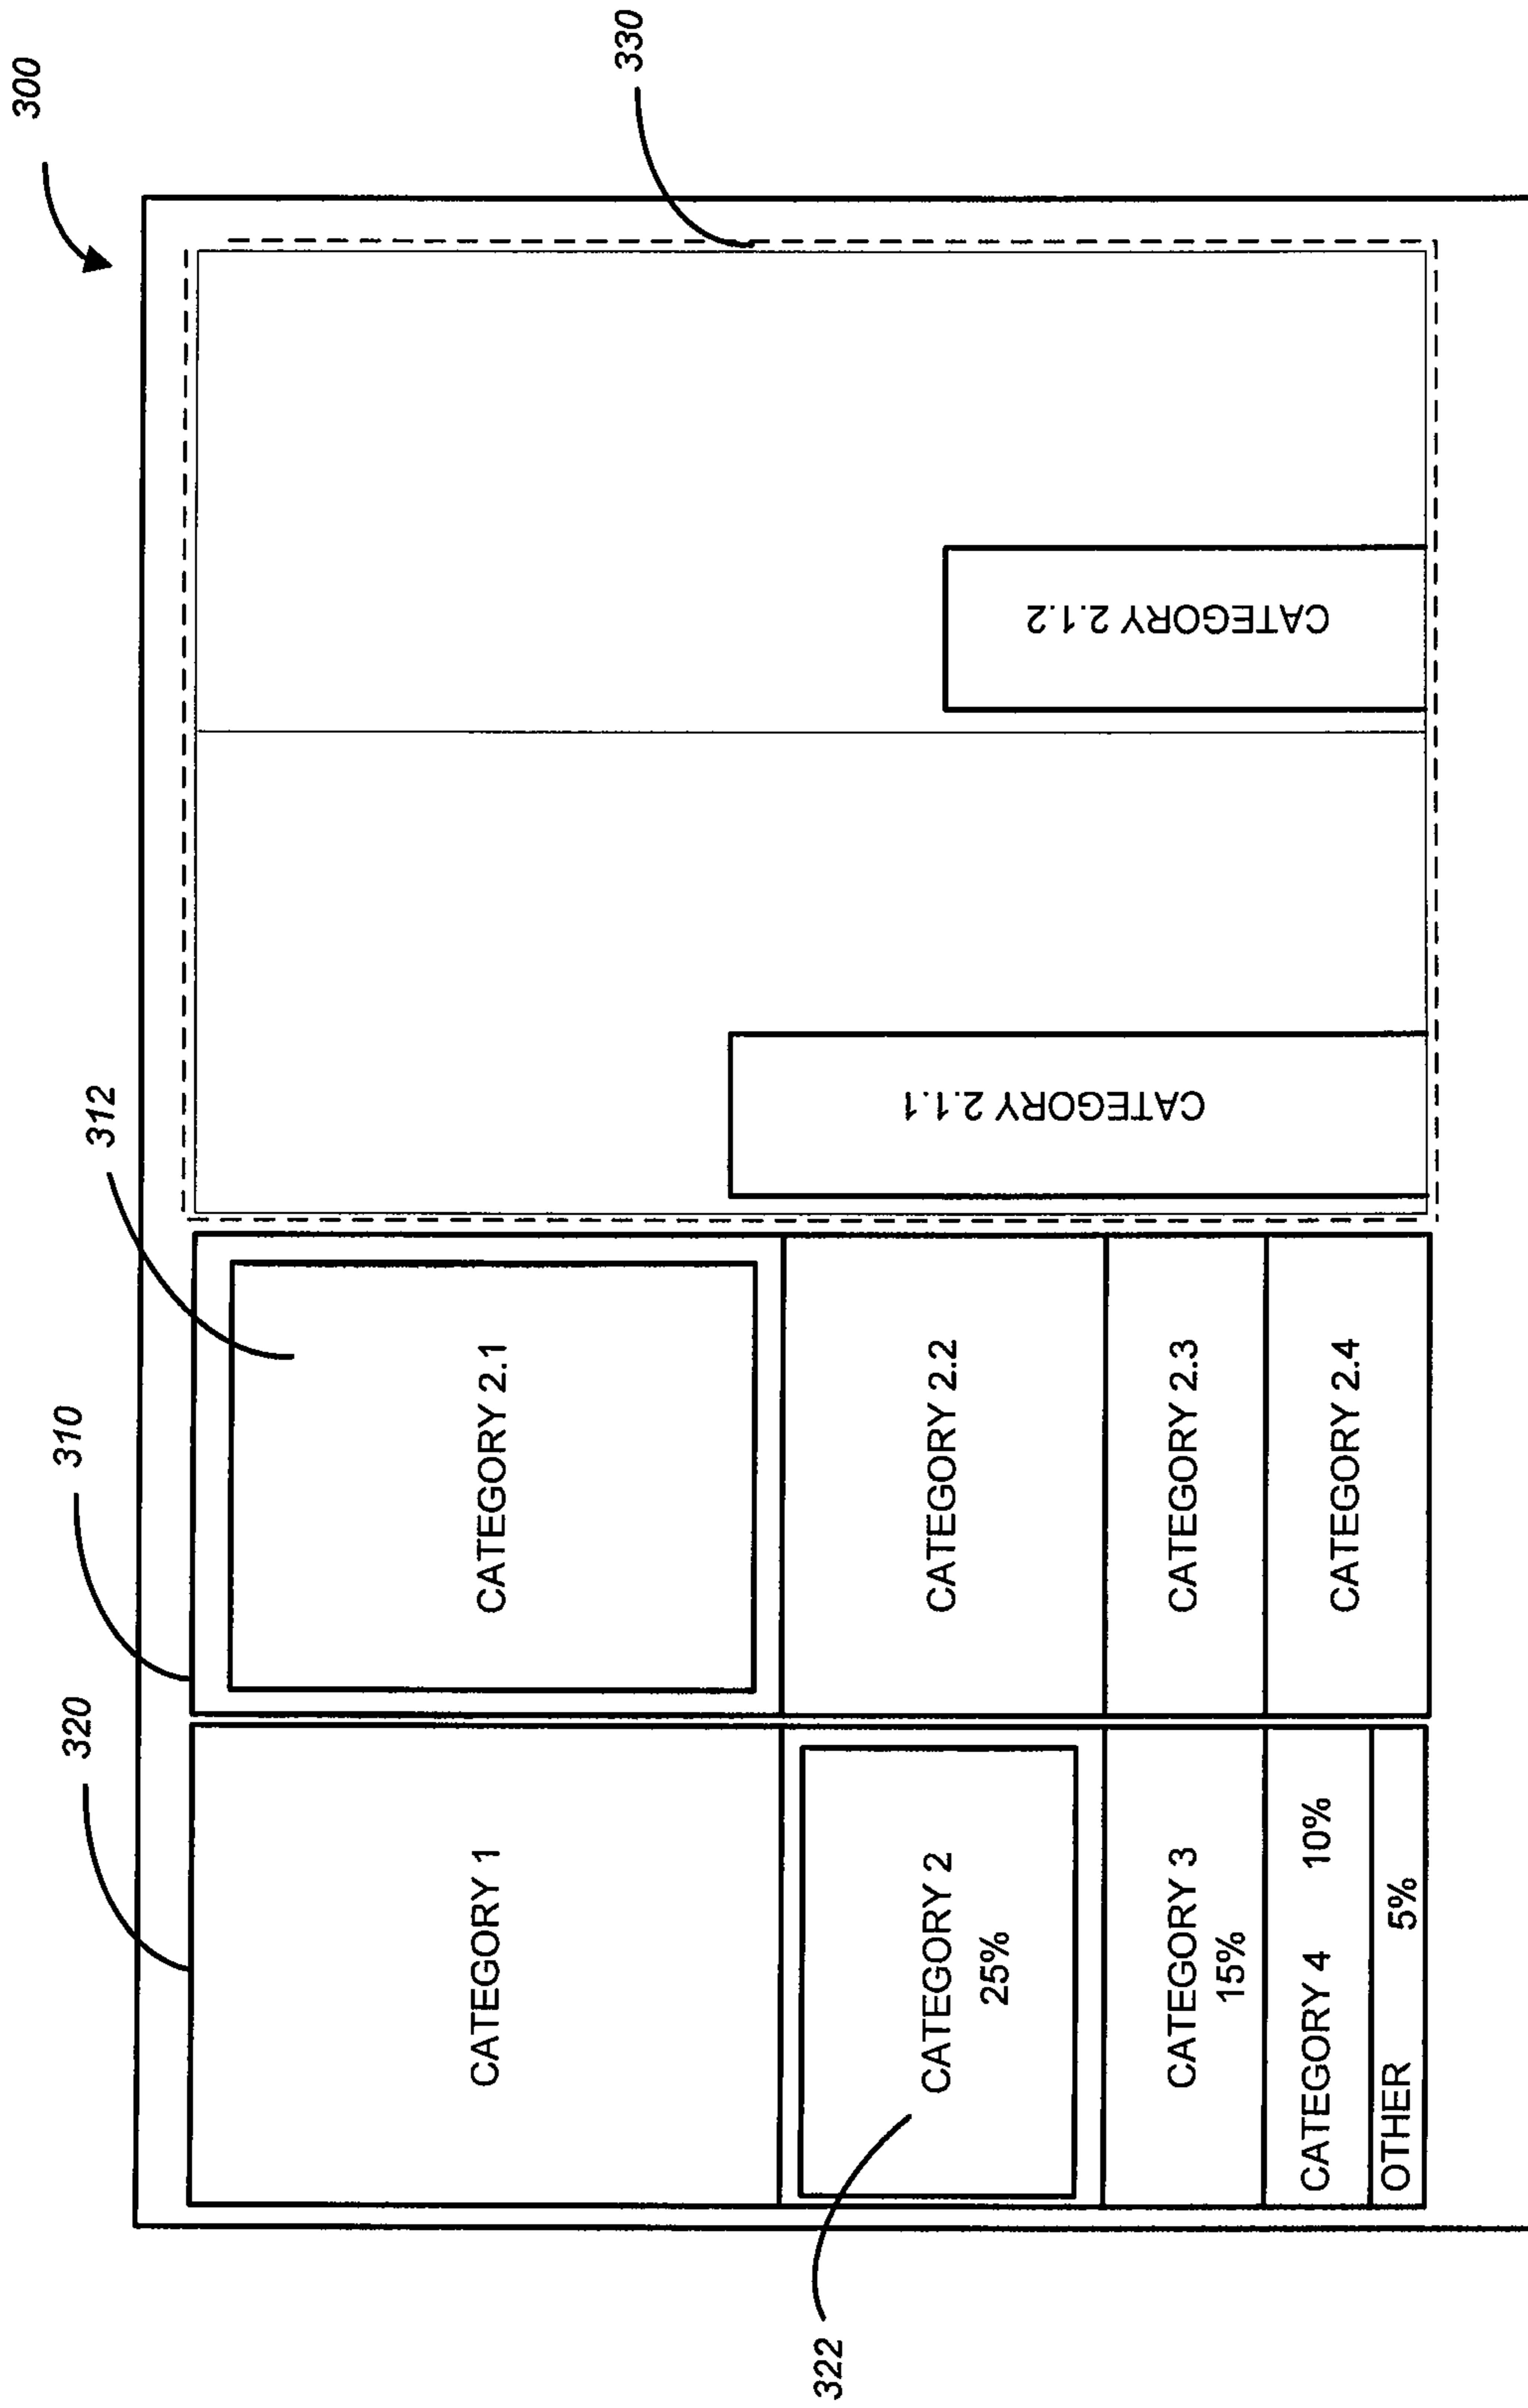 300
320
310
312
330
322
CATEGORY 1
CATEGORY 2
25%
CATEGORY 3
15%
CATEGORY 4 10%
OTHER 5%
CATEGORY 2.1
CATEGORY 2.2
CATEGORY 2.3
CATEGORY 2.4
CATEGORY 2.1.1
CATEGORY 2.1.2